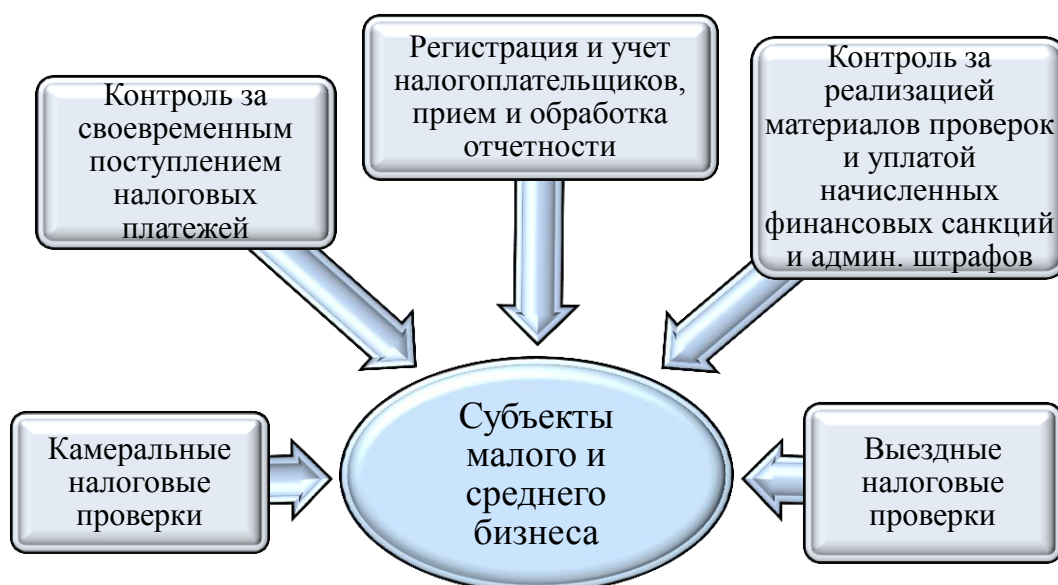 Контроль за
своевременным
поступлением
налоговых
платежей
Регистрация и учет
налогоплательщиков,
прием и обработка
отчетности
Контроль за
реализацией
материалов проверок
и уплатой
начисленных
финансовых санкций
и админ. штрафов
Камеральные
налоговые
проверки
Субъекты
малого и
среднего
бизнеса
Выездные
налоговые
проверки